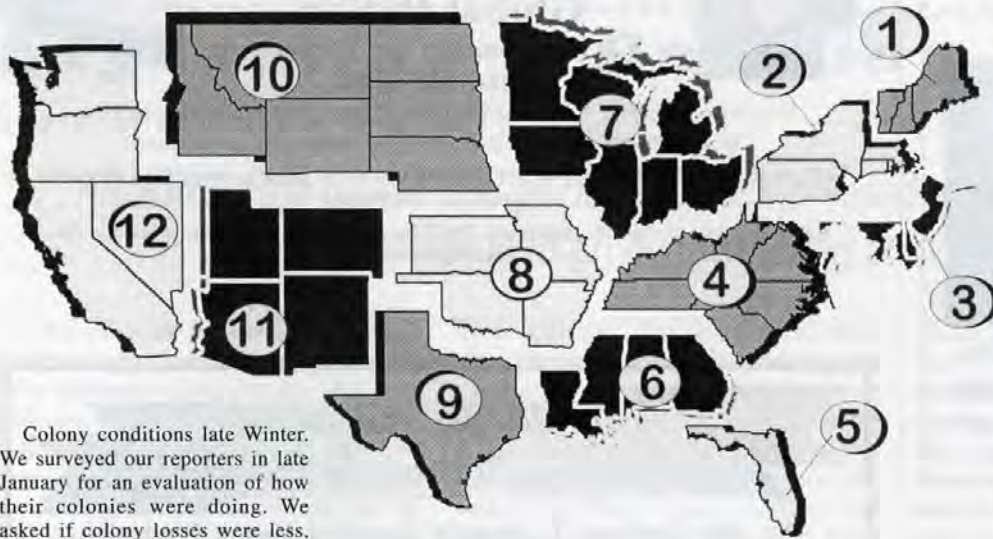 1
2
10
7
12
8
4
3
11
6
9
5
Colony conditions late Winter.
We surveyed our reporters in late
January for an evaluation of how
their colonies were doing. We
asked if colony losses were less,